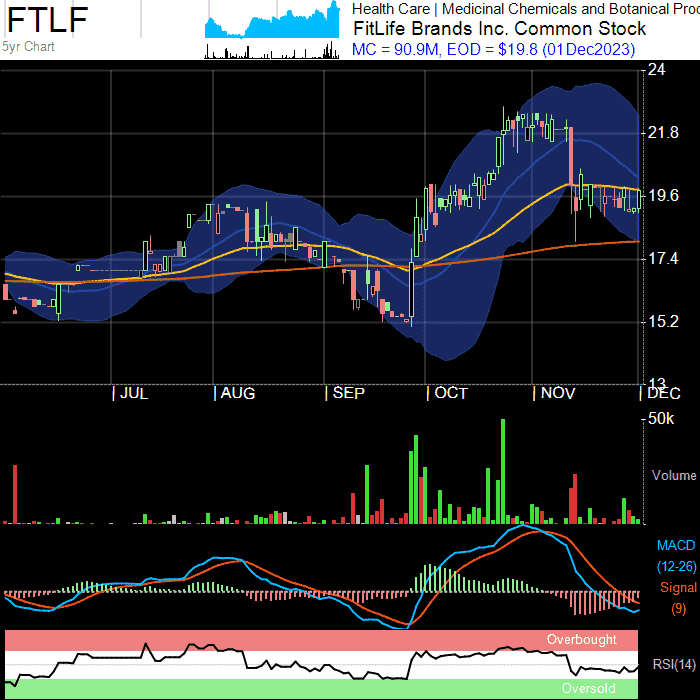 FTLF
5yr Chart
Health Care | Medicinal Chemicals and Botanical
FitLife Brands Inc. Common Stock
MC = 90.9M, EOD = $19.8 (01Dec2023)
24
21.8
19.6
17.4
15.2
13
JUL AUG SEP OCT NOV DEC
50k
Volume
MACD
(12-26)
Signal
(9)
Overbought
RSI(14)
Oversold